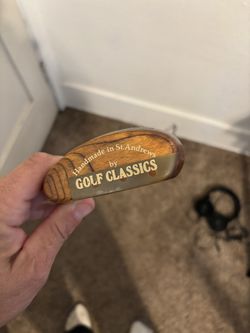 Handmade in St.Andrews
by
GOLF CLASSICS